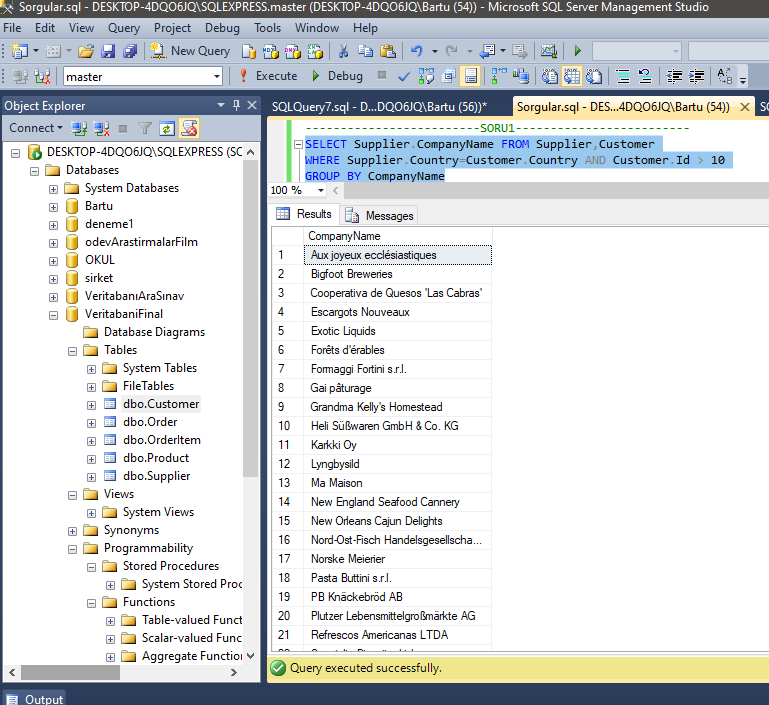 Sorgular.sql - DESKTOP-4DQO6JQ\SQLEXPRESS.master (DESKTOP-4DQO6JQ\Bartu (54)) - Microsoft SQL Server Management Studio
File Edit View Query Project Debug Tools Window Help
New Query
master
Execute
Debug
Object Explorer
Connect
DESKTOP-4DQO6JQ\SQLEXPRESS (SC
Databases
System Databases
Bartu
deneme1
odevArastirmalarFilm
OKUL
sirket
VeritabanıAraSınav
VeritabaniFinal
Database Diagrams
Tables
System Tables
FileTables
dbo.Customer
dbo.Order
dbo.OrderItem
dbo.Product
dbo.Supplier
Views
System Views
Synonyms
Programmability
Stored Procedures
System Stored Proc
Functions
Table-valued Funct
Scalar-valued Func
Aggregate Function
Output
SQLQuery7.sql - D...DQO6JQ\Bartu (56))*
Sorgular.sql - DES...4DQO6JQ\Bartu (54))
------------------------SORU1------------------------
SELECT Supplier.CompanyName FROM Supplier,Customer
WHERE Supplier.Country=Customer.Country AND Customer.Id > 10
GROUP BY CompanyName
100 %
Results
Messages
CompanyName
1 Aux joyeux ecclésiastiques
2 Bigfoot Breweries
3 Cooperativa de Quesos 'Las Cabras'
4 Escargots Nouveaux
5 Exotic Liquids
6 Forêts d'érables
7 Formaggi Fortini s.r.l.
8 Gai pâturage
9 Grandma Kelly's Homestead
10 Heli Süßwaren GmbH & Co. KG
11 Karkki Oy
12 Lyngbysild
13 Ma Maison
14 New England Seafood Cannery
15 New Orleans Cajun Delights
16 Nord-Ost-Fisch Handelsgesellscha...
17 Norske Meierier
18 Pasta Buttini s.r.l.
19 PB Knäckebröd AB
20 Plutzer Lebensmittelgroßmärkte AG
21 Refrescos Americanas LTDA
Query executed successfully.